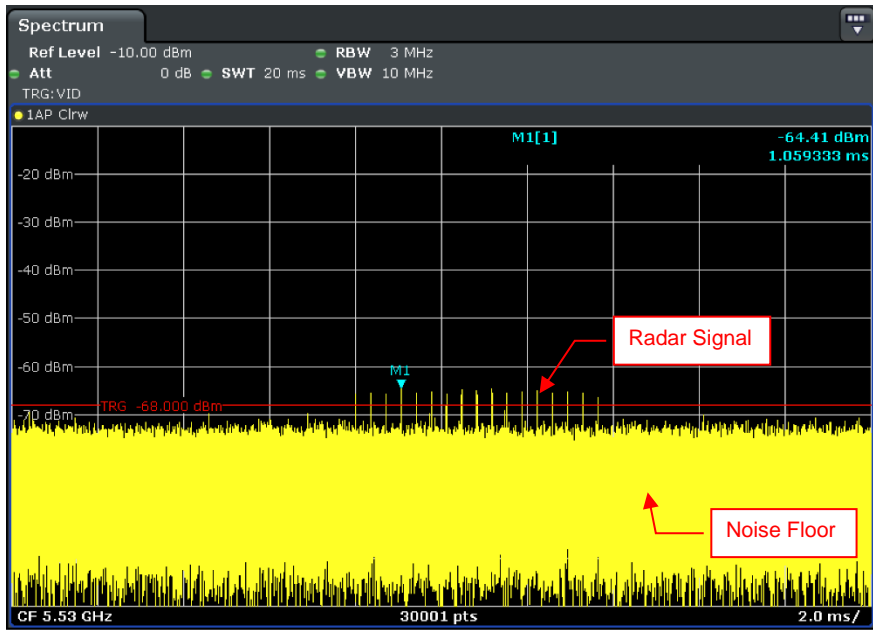 Spectrum
Ref Level -10.00 dBm RBW 3 MHz
Att 0 dB SWT 20 ms VBW 10 MHz
TRG:VID
1AP Clrw
M1[1] -64.41 dBm
1.059333 ms
-20 dBm
-30 dBm
-40 dBm
-50 dBm
Radar Signal
-60 dBm
M1
TRG -68.000 dBm
-70 dBm
Noise Floor
CF 5.53 GHz 30001 pts 2.0 ms/